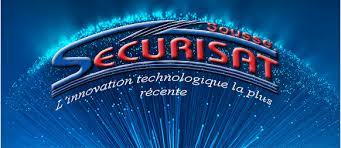 SOUSSE
SECURISAT
L'innovation technologique la plus
récente